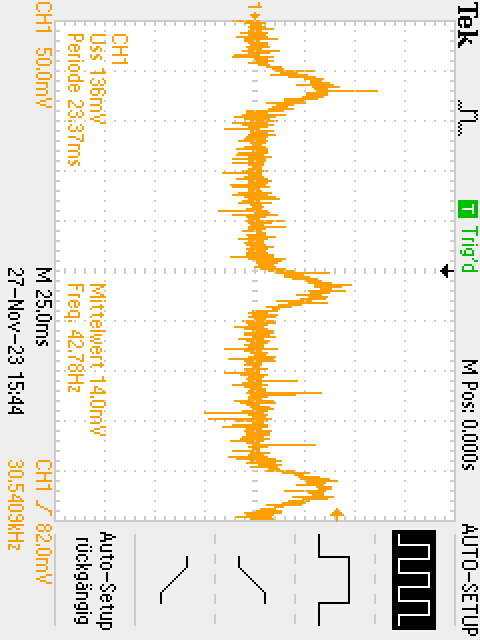 Tek T Trig'd M Pos: 0.000s AUTO-SETUP
1
CH1
Uss 136mV
Periode 23.37ms
Mittelwert 14.0mV
Freq. 42.78Hz
Auto-Setup
rückgängig
CH1 50.0mV M 25.0ms CH1 / 82.0mV
27-Nov-23 15:44 30.5409kHz